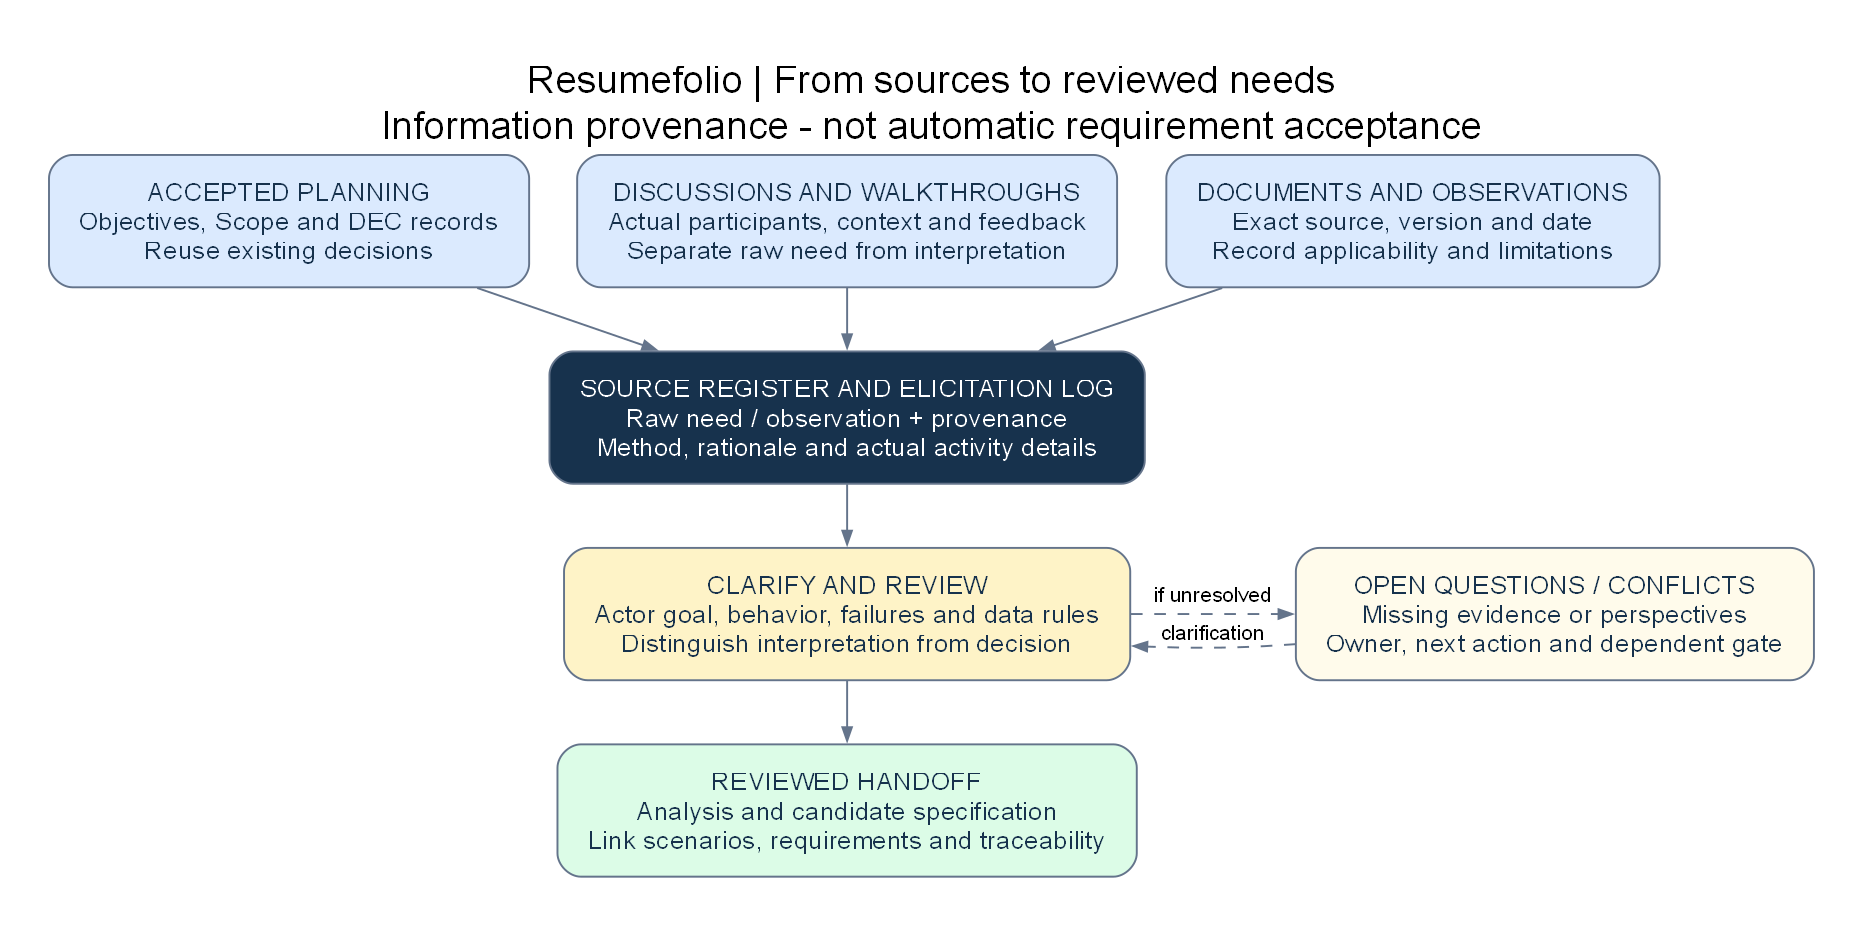 Resumefolio | From sources to reviewed needs
Information provenance - not automatic requirement acceptance
ACCEPTED PLANNING
Objectives, Scope and DEC records
Reuse existing decisions
DISCUSSIONS AND WALKTHROUGHS
Actual participants, context and feedback
Separate raw need from interpretation
DOCUMENTS AND OBSERVATIONS
Exact source, version and date
Record applicability and limitations
SOURCE REGISTER AND ELICITATION LOG
Raw need / observation + provenance
Method, rationale and actual activity details
CLARIFY AND REVIEW
Actor goal, behavior, failures and data rules
Distinguish interpretation from decision
if unresolved
clarification
OPEN QUESTIONS / CONFLICTS
Missing evidence or perspectives
Owner, next action and dependent gate
REVIEWED HANDOFF
Analysis and candidate specification
Link scenarios, requirements and traceability